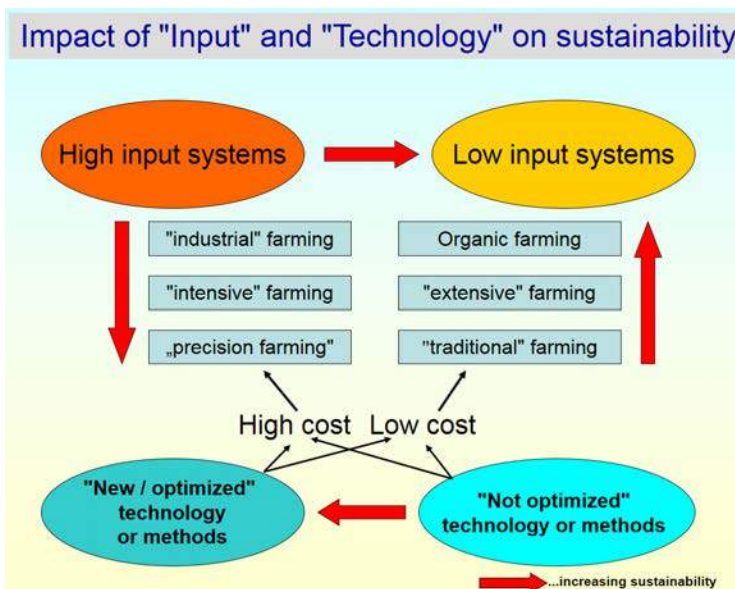 Impact of "Input" and "Technology" on sustainability
High input systems
Low input systems
"industrial" farming
Organic farming
"intensive" farming
"extensive" farming
„precision farming"
"traditional" farming
High cost
Low cost
"New / optimized"
technology
or methods
"Not optimized"
technology or methods
...increasing sustainability